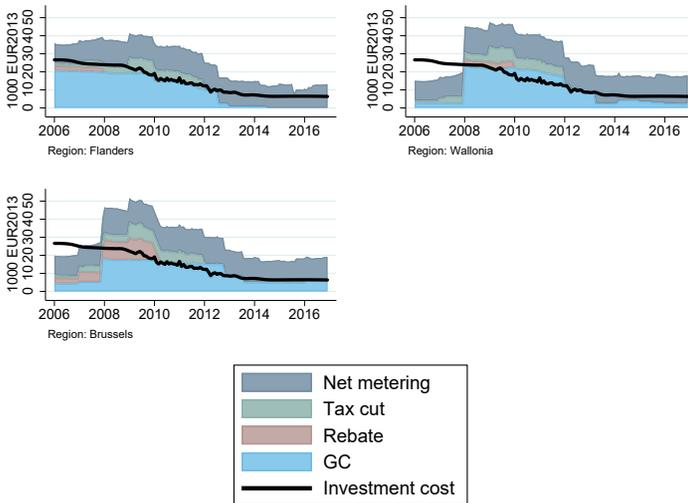 1000 EUR2013
0 10 20 30 40 50
2006 2008 2010 2012 2014 2016
Region: Flanders
1000 EUR2013
0 10 20 30 40 50
2006 2008 2010 2012 2014 2016
Region: Wallonia
1000 EUR2013
0 10 20 30 40 50
2006 2008 2010 2012 2014 2016
Region: Brussels
Net metering
Tax cut
Rebate
GC
Investment cost